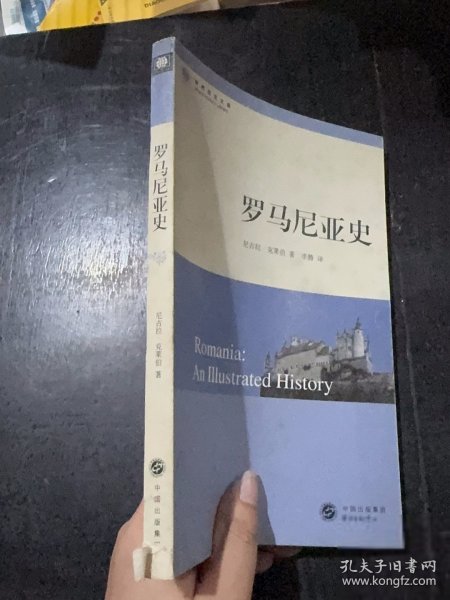 罗马尼亚史
尼古拉 克莱伯 著
中国出版集团
罗马尼亚史
尼古拉 克莱伯 著 李腾 译
Romania:
An Illustrated History
中国出版集团
孔夫子旧书网
www.kongfz.com